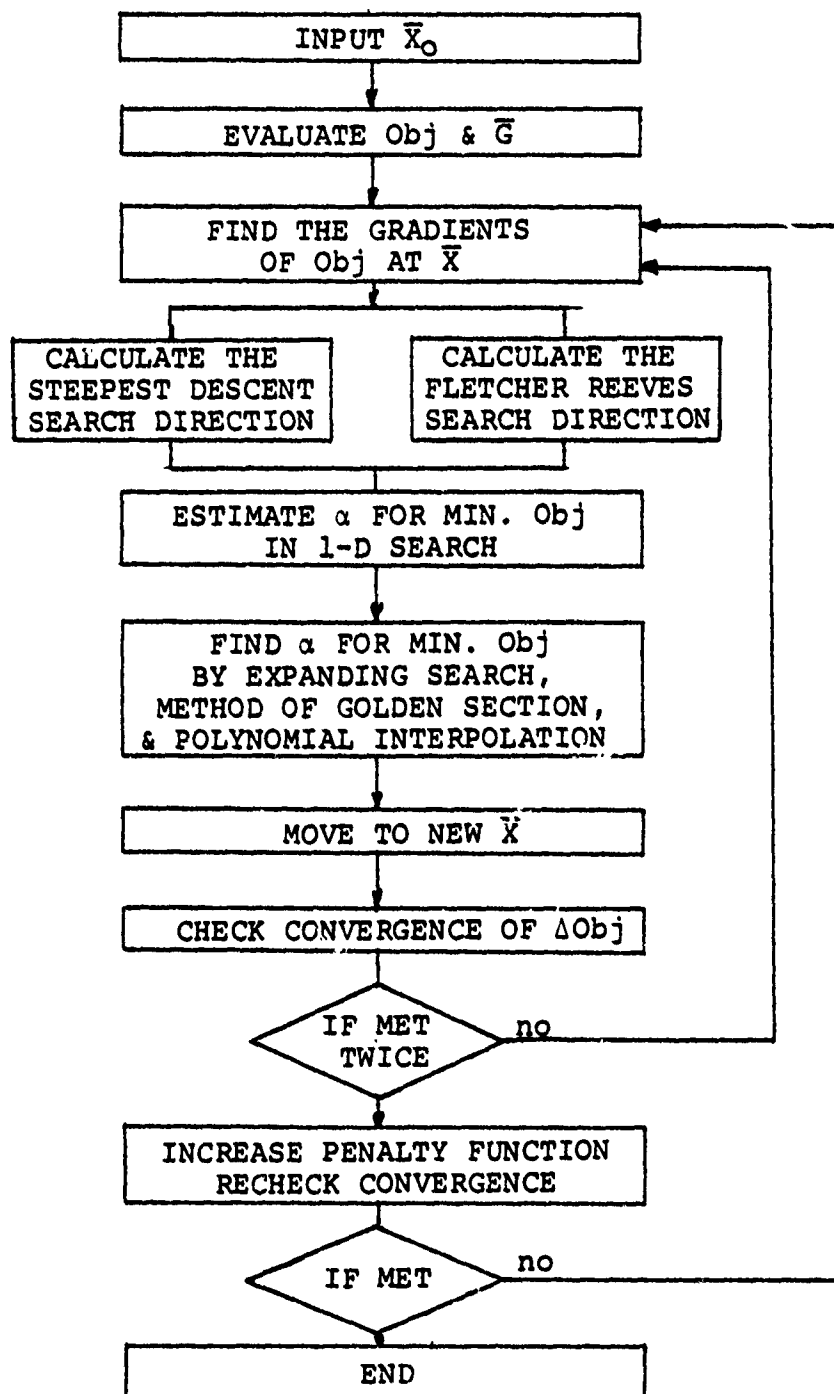 INPUT X̄₀
EVALUATE Obj & Ḡ
FIND THE GRADIENTS
OF Obj AT X̄
CALCULATE THE
STEEPEST DESCENT
SEARCH DIRECTION
CALCULATE THE
FLETCHER REEVES
SEARCH DIRECTION
ESTIMATE α FOR MIN. Obj
IN 1-D SEARCH
FIND α FOR MIN. Obj
BY EXPANDING SEARCH,
METHOD OF GOLDEN SECTION,
& POLYNOMIAL INTERPOLATION
MOVE TO NEW X̄
CHECK CONVERGENCE OF ΔObj
IF MET
TWICE
no
INCREASE PENALTY FUNCTION
RECHECK CONVERGENCE
IF MET
no
END